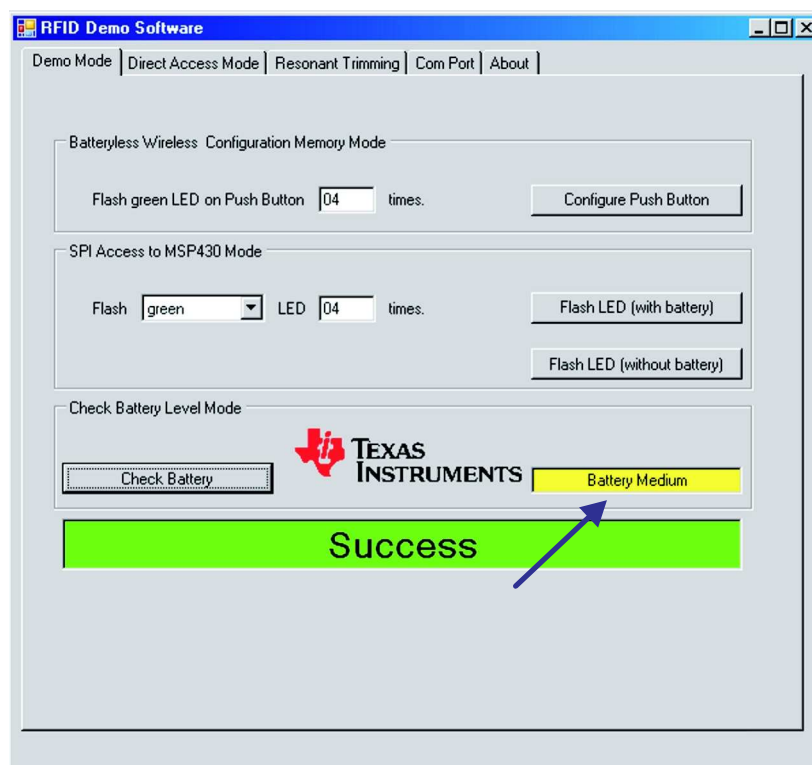 RFID Demo Software
Demo Mode Direct Access Mode Resonant Trimming Com Port About
Batteryless Wireless Configuration Memory Mode
Flash green LED on Push Button 04 times. Configure Push Button
SPI Access to MSP430 Mode
Flash green LED 04 times. Flash LED (with battery)
Flash LED (without battery)
Check Battery Level Mode
Check Battery
TEXAS
INSTRUMENTS
Battery Medium
Success